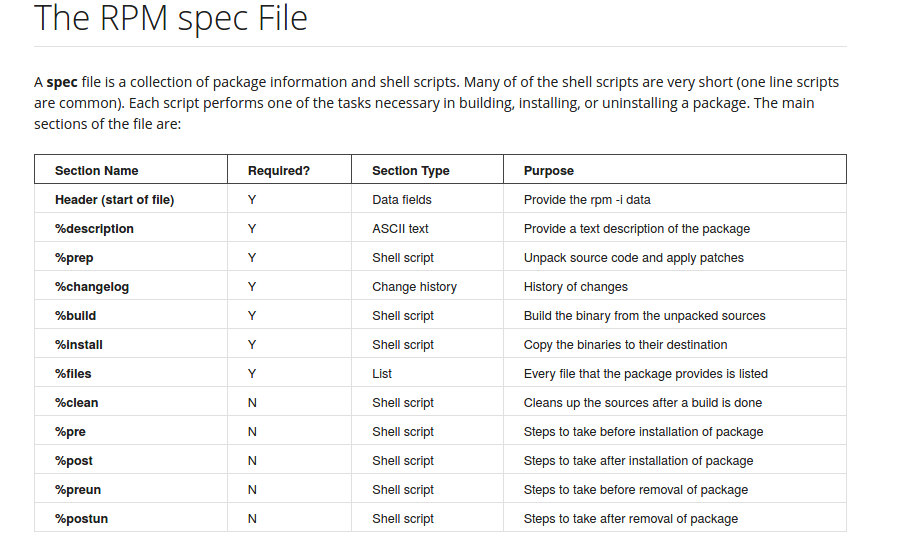 The RPM spec File
A spec file is a collection of package information and shell scripts. Many of of the shell scripts are very short (one line scripts
are common). Each script performs one of the tasks necessary in building, installing, or uninstalling a package. The main
sections of the file are:
Section Name Required? Section Type Purpose
Header (start of file) Y Data fields Provide the rpm -i data
%description Y ASCII text Provide a text description of the package
%prep Y Shell script Unpack source code and apply patches
%changelog Y Change history History of changes
%build Y Shell script Build the binary from the unpacked sources
%install Y Shell script Copy the binaries to their destination
%files Y List Every file that the package provides is listed
%clean N Shell script Cleans up the sources after a build is done
%pre N Shell script Steps to take before installation of package
%post N Shell script Steps to take after installation of package
%preun N Shell script Steps to take before removal of package
%postun N Shell script Steps to take after removal of package